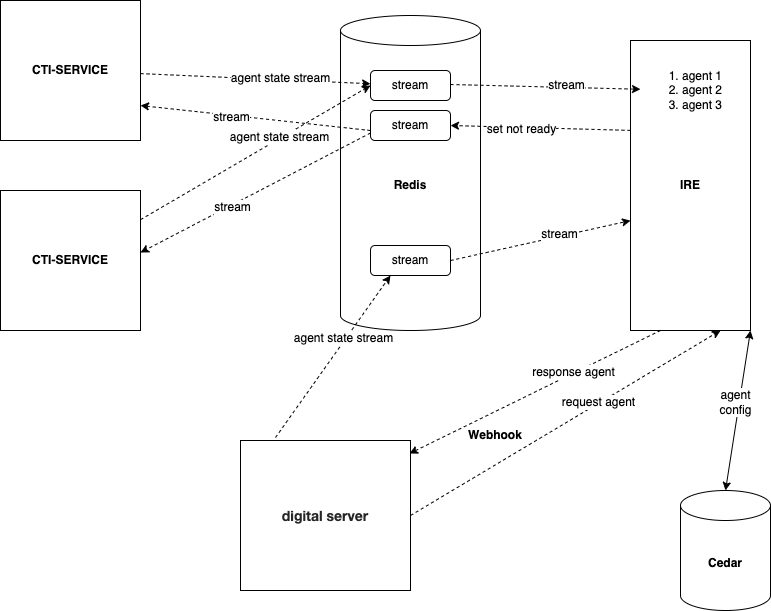 CTI-SERVICE
agent state stream
stream
stream
1. agent 1
2. agent 2
3. agent 3
stream
stream
set not ready
agent state stream
Redis
IRE
stream
CTI-SERVICE
stream
stream
agent state stream
response agent
request agent
agent
config
Webhook
digital server
Cedar